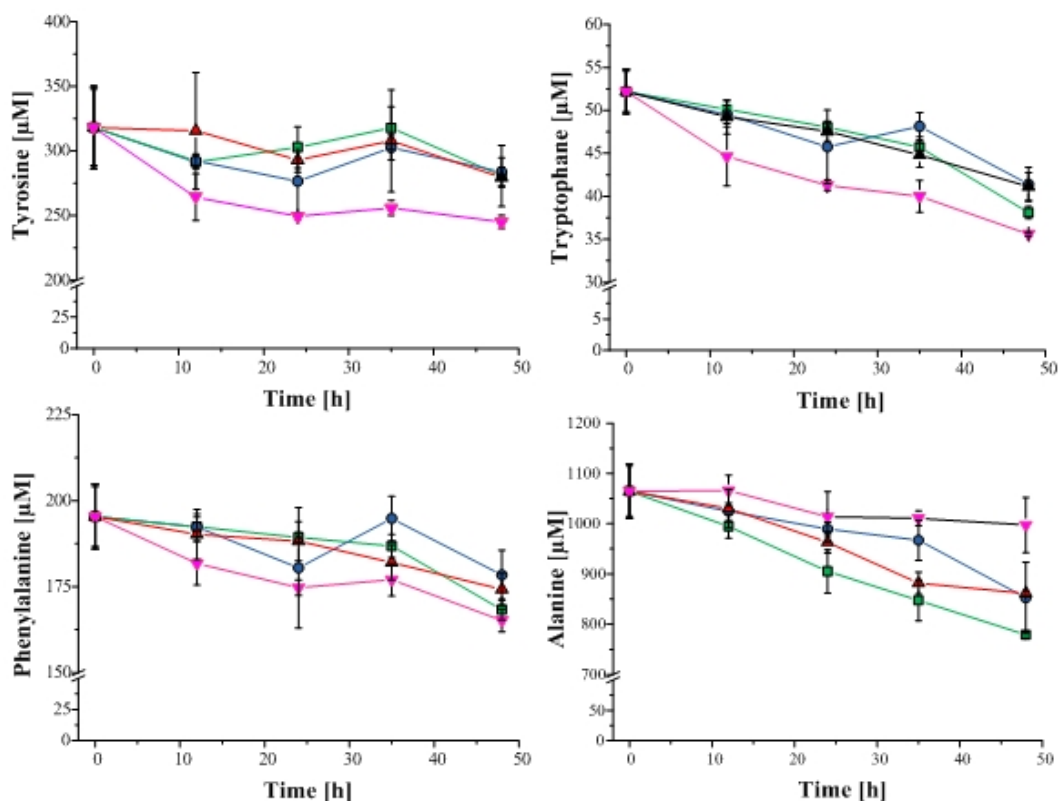 Tyrosine [µM]
400
350
300
250
200
25
0
0 10 20 30 40 50
Time [h]
Tryptophane [µM]
60
55
50
45
40
35
30
5
0
0 10 20 30 40 50
Time [h]
Phenylalanine [µM]
225
200
175
150
25
0
0 10 20 30 40 50
Time [h]
Alanine [µM]
1200
1100
1000
900
800
700
50
0
0 10 20 30 40 50
Time [h]